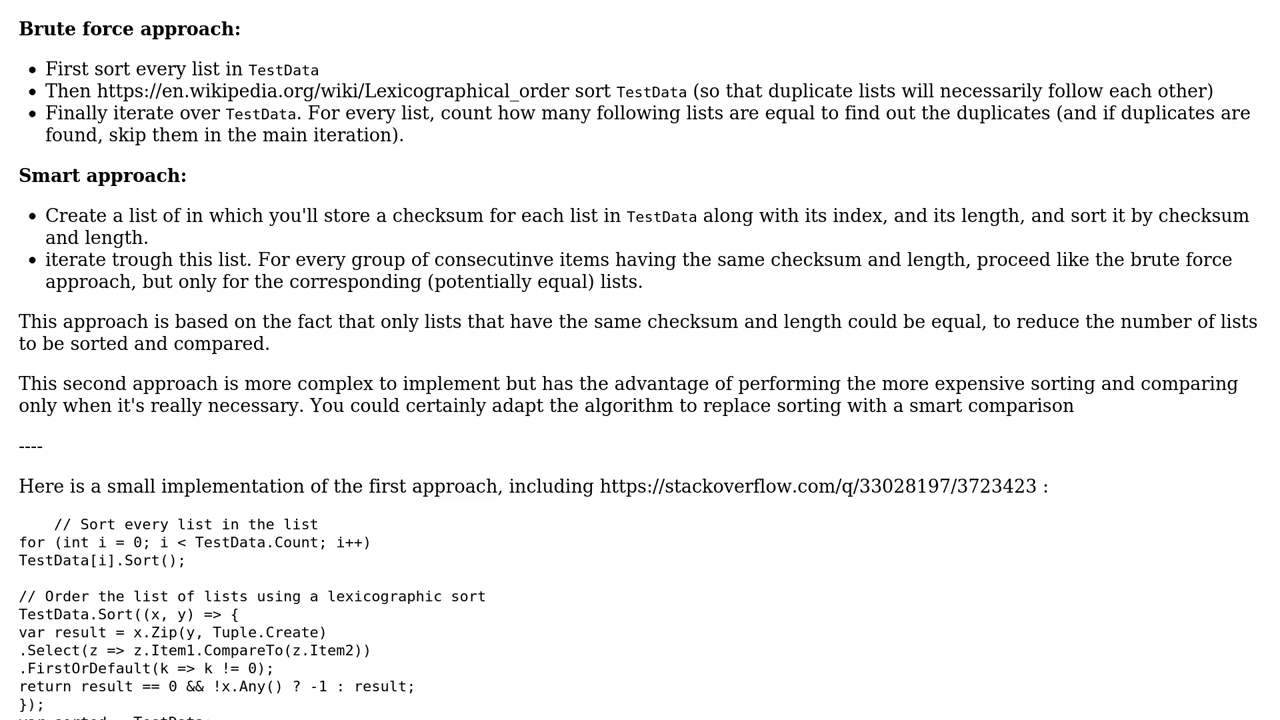 Brute force approach:
• First sort every list in TestData
• Then https://en.wikipedia.org/wiki/Lexicographical_order sort TestData (so that duplicate lists will necessarily follow each other)
• Finally iterate over TestData. For every list, count how many following lists are equal to find out the duplicates (and if duplicates are
found, skip them in the main iteration).
Smart approach:
• Create a list of in which you'll store a checksum for each list in TestData along with its index, and its length, and sort it by checksum
and length.
• iterate trough this list. For every group of consecutinve items having the same checksum and length, proceed like the brute force
approach, but only for the corresponding (potentially equal) lists.
This approach is based on the fact that only lists that have the same checksum and length could be equal, to reduce the number of lists
to be sorted and compared.
This second approach is more complex to implement but has the advantage of performing the more expensive sorting and comparing
only when it's really necessary. You could certainly adapt the algorithm to replace sorting with a smart comparison
----
Here is a small implementation of the first approach, including https://stackoverflow.com/q/33028197/3723423 :
    // Sort every list in the list
for (int i = 0; i < TestData.Count; i++)
TestData[i].Sort();
// Order the list of lists using a lexicographic sort
TestData.Sort((x, y) => {
var result = x.Zip(y, Tuple.Create)
.Select(z => z.Item1.CompareTo(z.Item2))
.FirstOrDefault(k => k != 0);
return result == 0 && !x.Any() ? -1 : result;
});
var sorted = TestData;